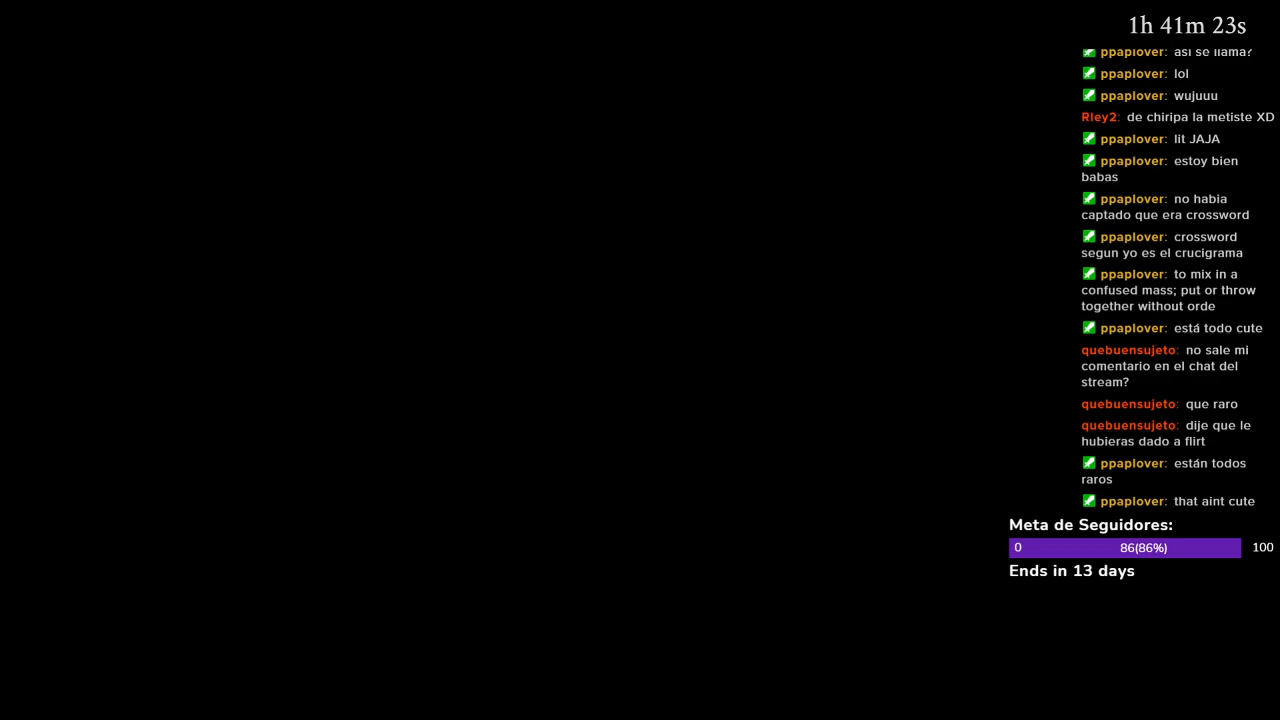 1h 41m 23s
ppaplover: asi se llama?
ppaplover: lol
ppaplover: wujuuu
Rley2: de chiripa la metiste XD
ppaplover: lit JAJA
ppaplover: estoy bien
babas
ppaplover: no habia
captado que era crossword
ppaplover: crossword
segun yo es el crucigrama
ppaplover: to mix in a
confused mass; put or throw
together without orde
ppaplover: está todo cute
quebuensujeto: no sale mi
comentario en el chat del
stream?
quebuensujeto: que raro
quebuensujeto: dije que le
hubieras dado a flirt
ppaplover: están todos
raros
ppaplover: that aint cute
Meta de Seguidores:
0 86(86%) 100
Ends in 13 days